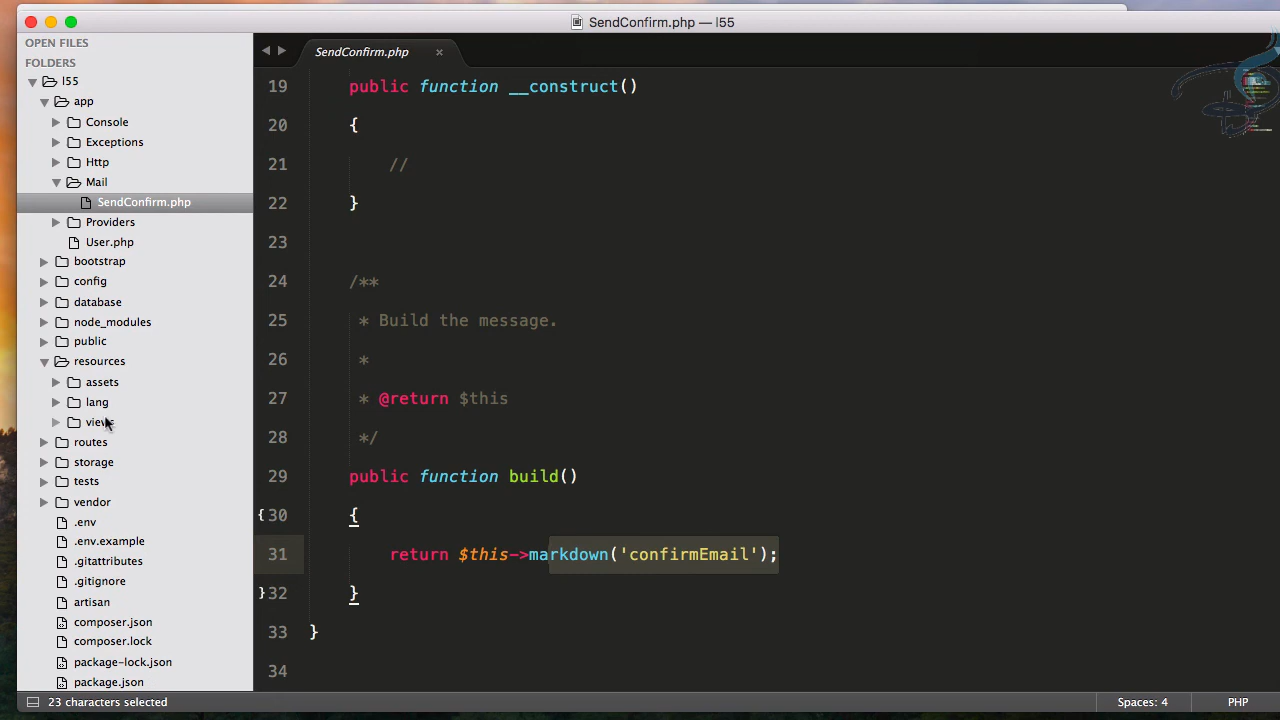 SendConfirm.php — l55
OPEN FILES
FOLDERS
l55
app
Console
Exceptions
Http
Mail
SendConfirm.php
Providers
User.php
bootstrap
config
database
node_modules
public
resources
assets
lang
views
routes
storage
tests
vendor
.env
.env.example
.gitattributes
.gitignore
artisan
composer.json
composer.lock
package-lock.json
package.json
SendConfirm.php ×
19 public function __construct()
20 {
21 //
22 }
23
24 /**
25 * Build the message.
26 *
27 * @return $this
28 */
29 public function build()
{30 {
31 return $this->markdown('confirmEmail');
}32 }
33 }
34
23 characters selected
Spaces: 4
PHP